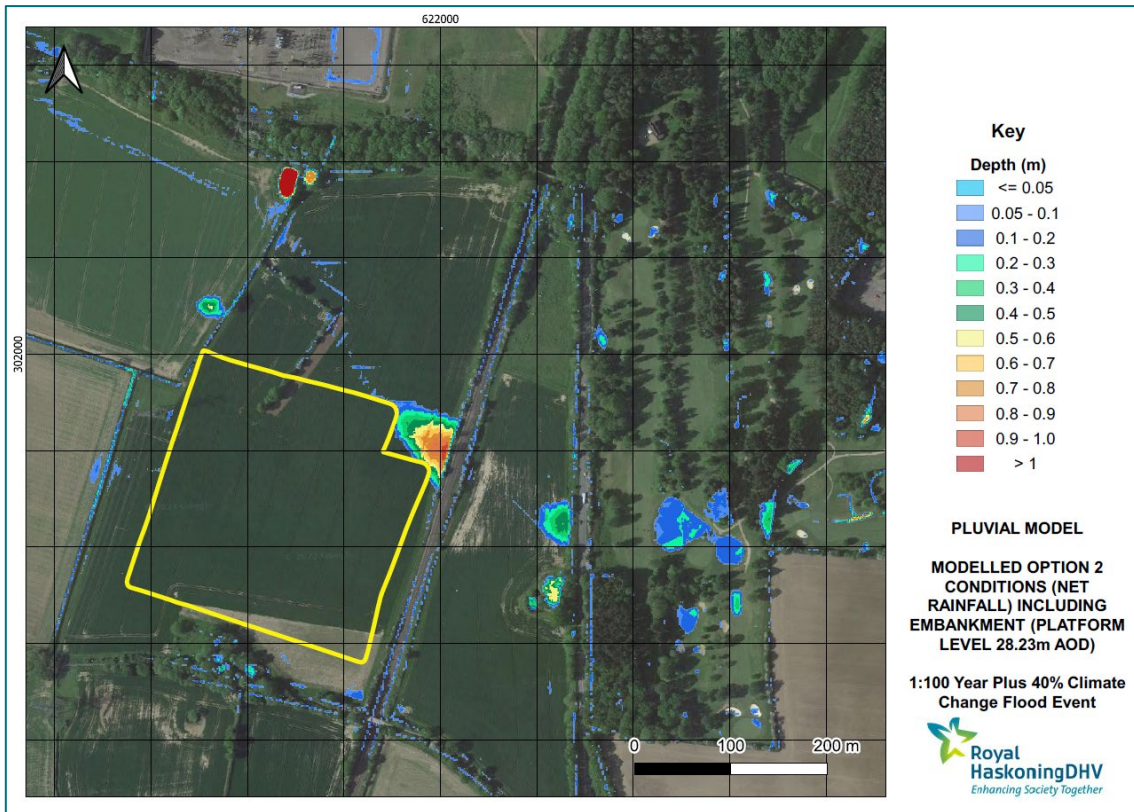 622000
302000
Key
Depth (m)
<= 0.05
0.05 - 0.1
0.1 - 0.2
0.2 - 0.3
0.3 - 0.4
0.4 - 0.5
0.5 - 0.6
0.6 - 0.7
0.7 - 0.8
0.8 - 0.9
0.9 - 1.0
> 1
PLUVIAL MODEL
MODELLED OPTION 2
CONDITIONS (NET
RAINFALL) INCLUDING
EMBANKMENT (PLATFORM
LEVEL 28.23m AOD)
1:100 Year Plus 40% Climate
Change Flood Event
0 100 200 m
Royal
HaskoningDHV
Enhancing Society Together